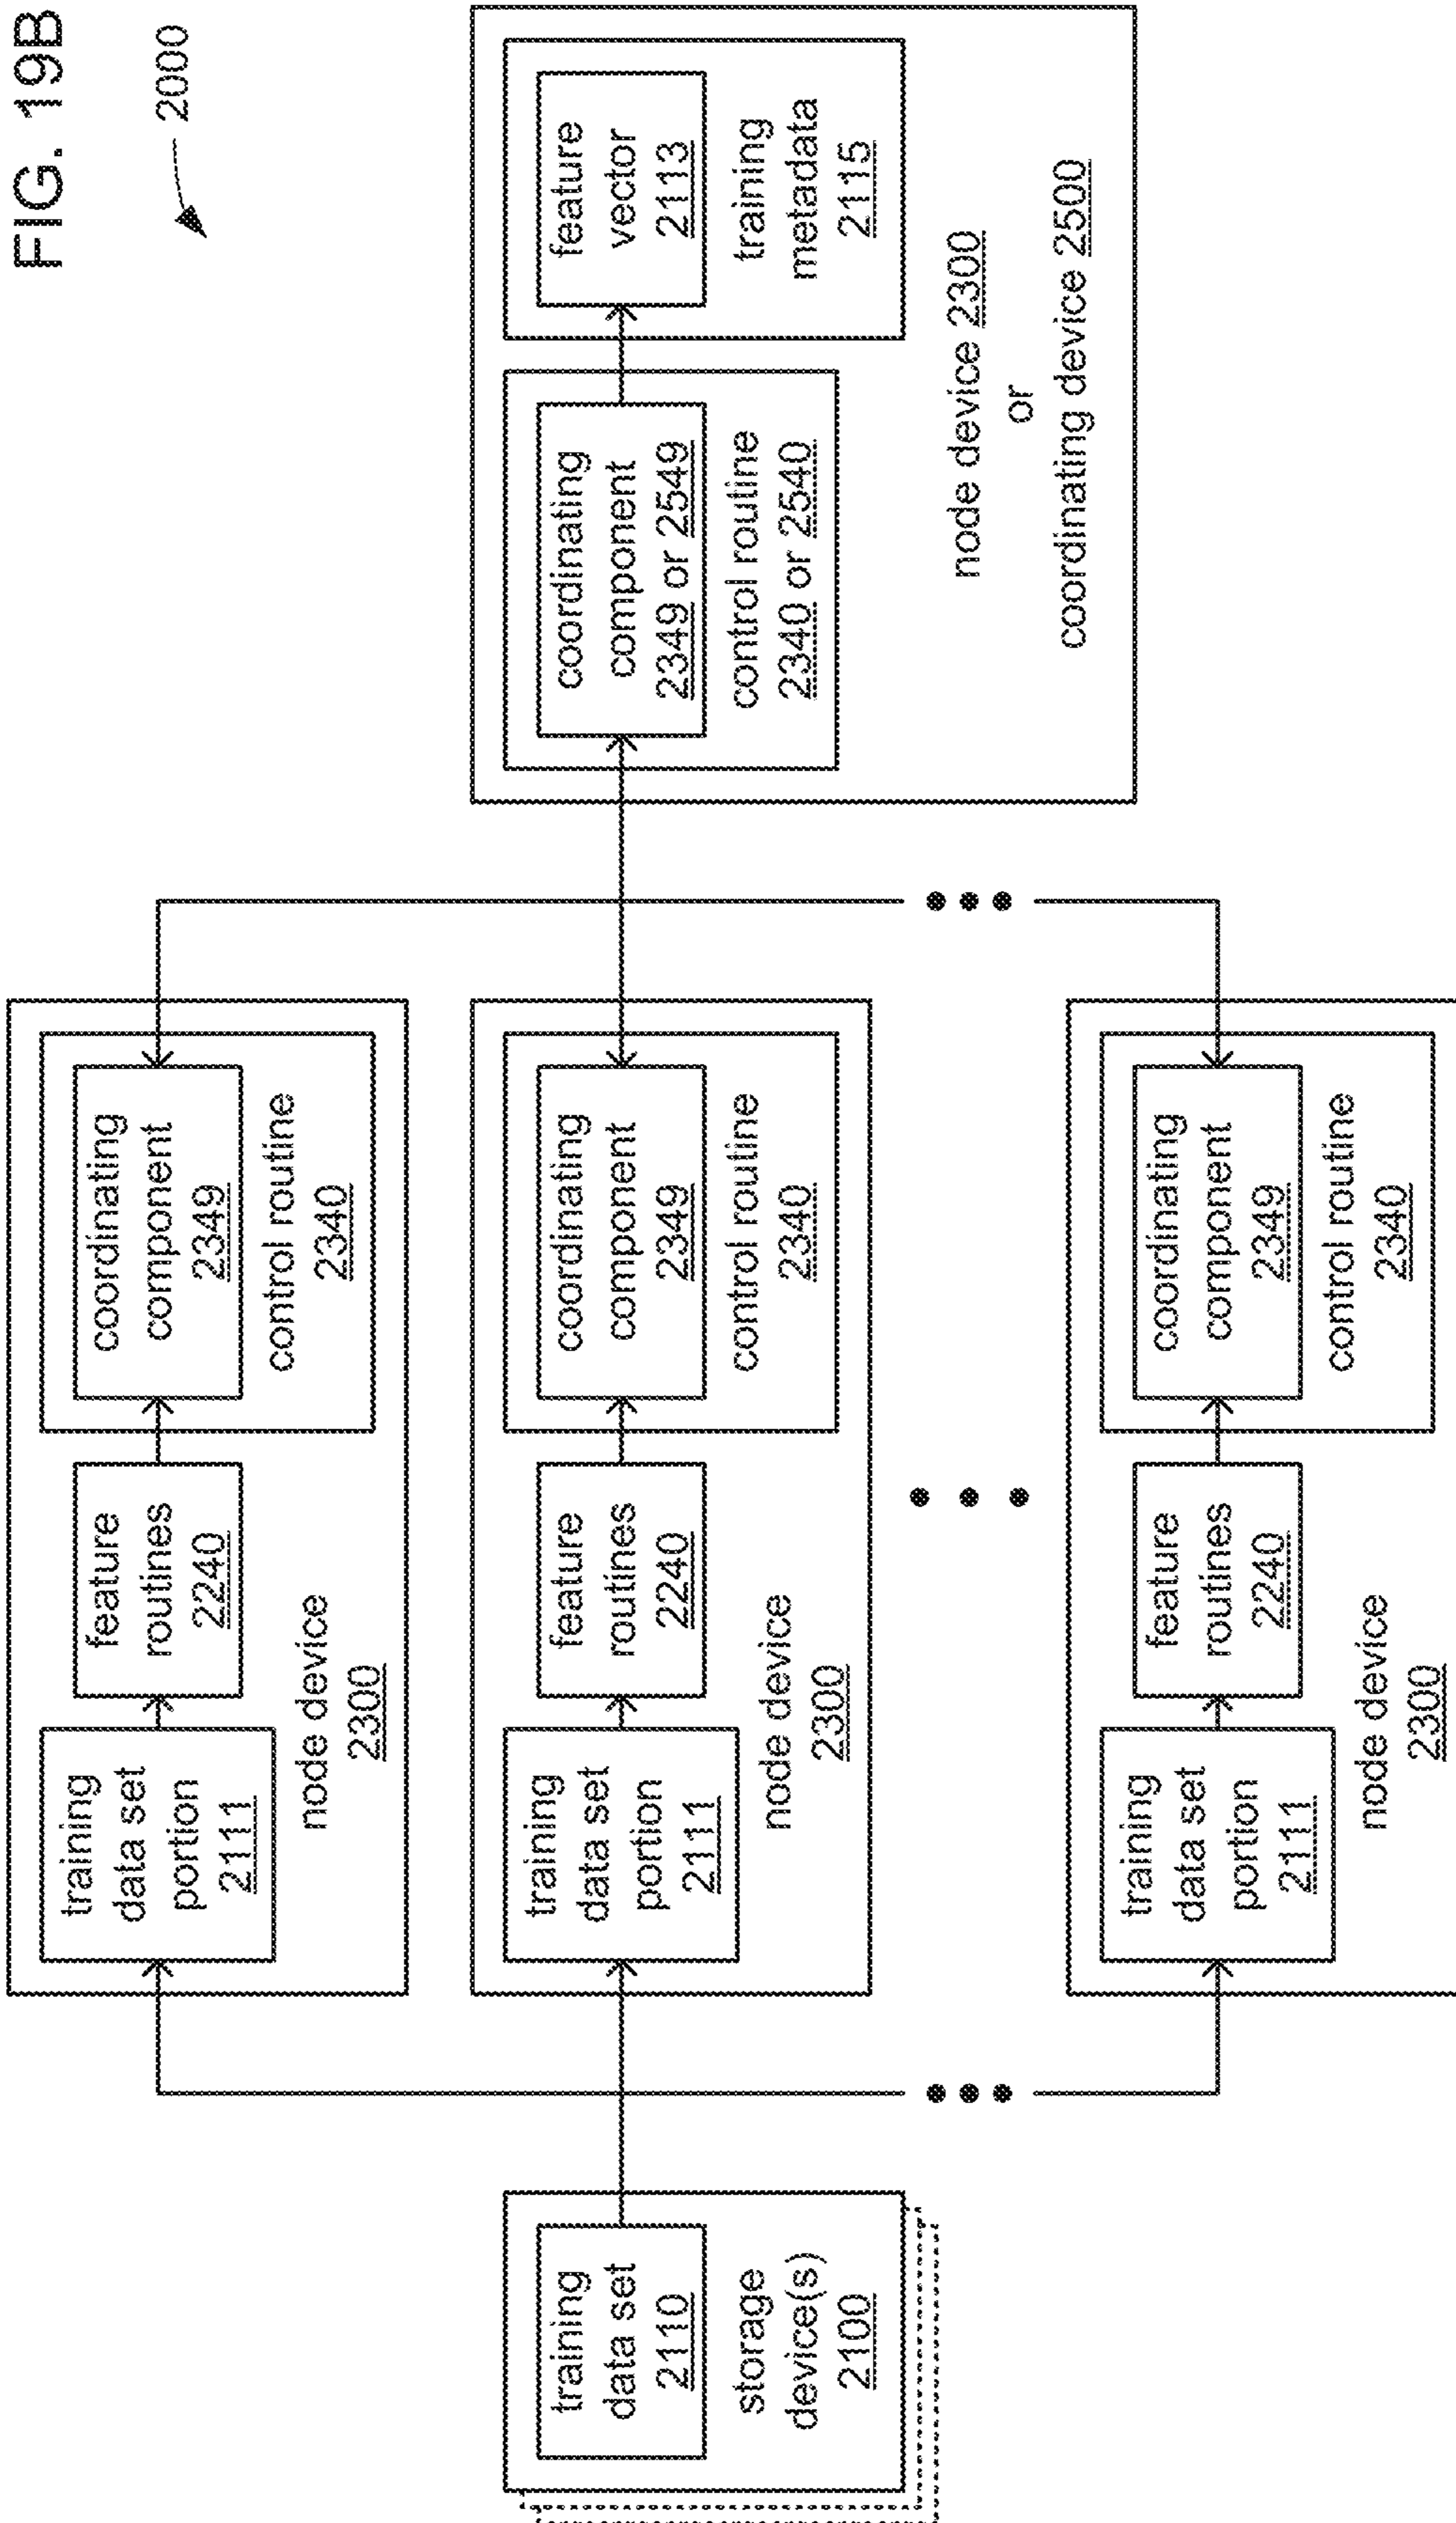 FIG. 19B
2000
training
data set
2110
storage
device(s)
2100
training
data set
portion
2111
feature
routines
2240
coordinating
component
2349
control routine
2340
node device
2300
training
data set
portion
2111
feature
routines
2240
coordinating
component
2349
control routine
2340
node device
2300
training
data set
portion
2111
feature
routines
2240
coordinating
component
2349
control routine
2340
node device
2300
coordinating
component
2349 or 2549
control routine
2340 or 2540
feature
vector
2113
training
metadata
2115
node device 2300
or
coordinating device 2500